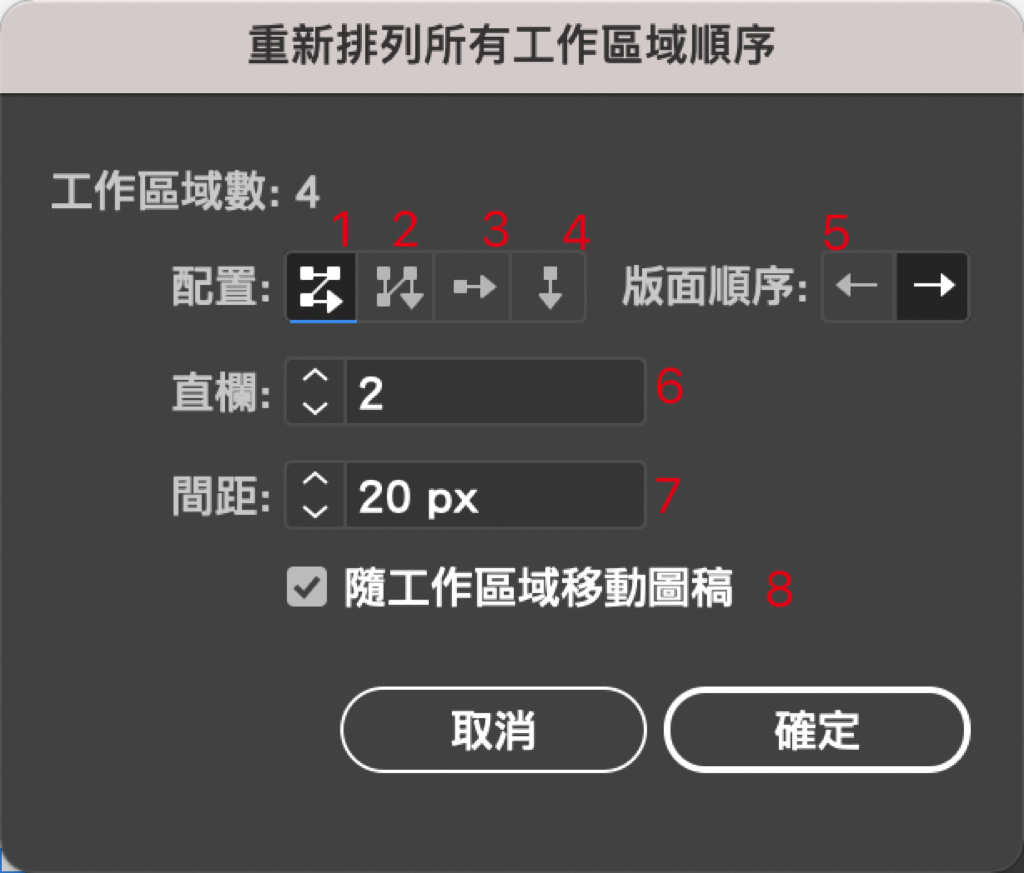 重新排列所有工作區域順序
工作區域數: 4
1 2 3 4 5
配置: 版面順序:
直欄: 2 6
間距: 20 px 7
隨工作區域移動圖稿 8
取消 確定